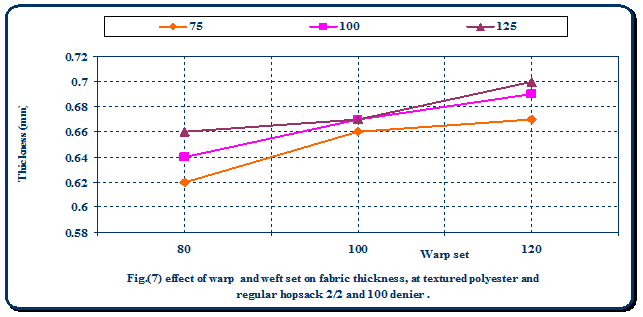 75 100 125
0.72
0.7
0.68
0.66
0.64
0.62
0.6
0.58
Thickness (mm)
80 100 120
Warp set
Fig.(7) effect of warp and weft set on fabric thickness, at textured polyester and
regular hopsack 2/2 and 100 denier .